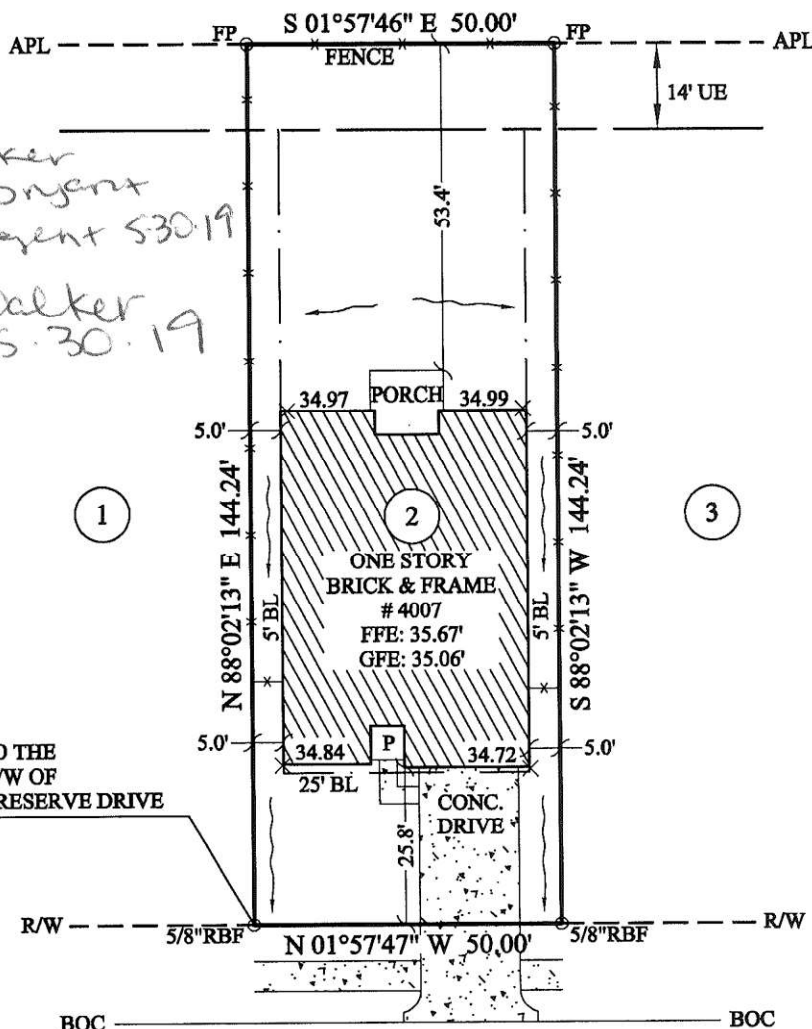 S 01°57'46" E 50.00'
APL
FP
FP
APL
FENCE
14' UE
53.4'
5.30.19
5.30.19
PORCH
34.97
34.99
5.0'
5.0'
N 88°02'13" E 144.24'
S 88°02'13" W 144.24'
1
2
3
ONE STORY
BRICK & FRAME
# 4007
FFE: 35.67'
GFE: 35.06'
5' BL
5' BL
5.0'
5.0'
P
34.84
34.72
25' BL
THE
/W OF
RESERVE DRIVE
CONC.
DRIVE
25.8'
R/W
R/W
5/8"RBF
5/8"RBF
N 01°57'47" W 50.00'
BOC
BOC